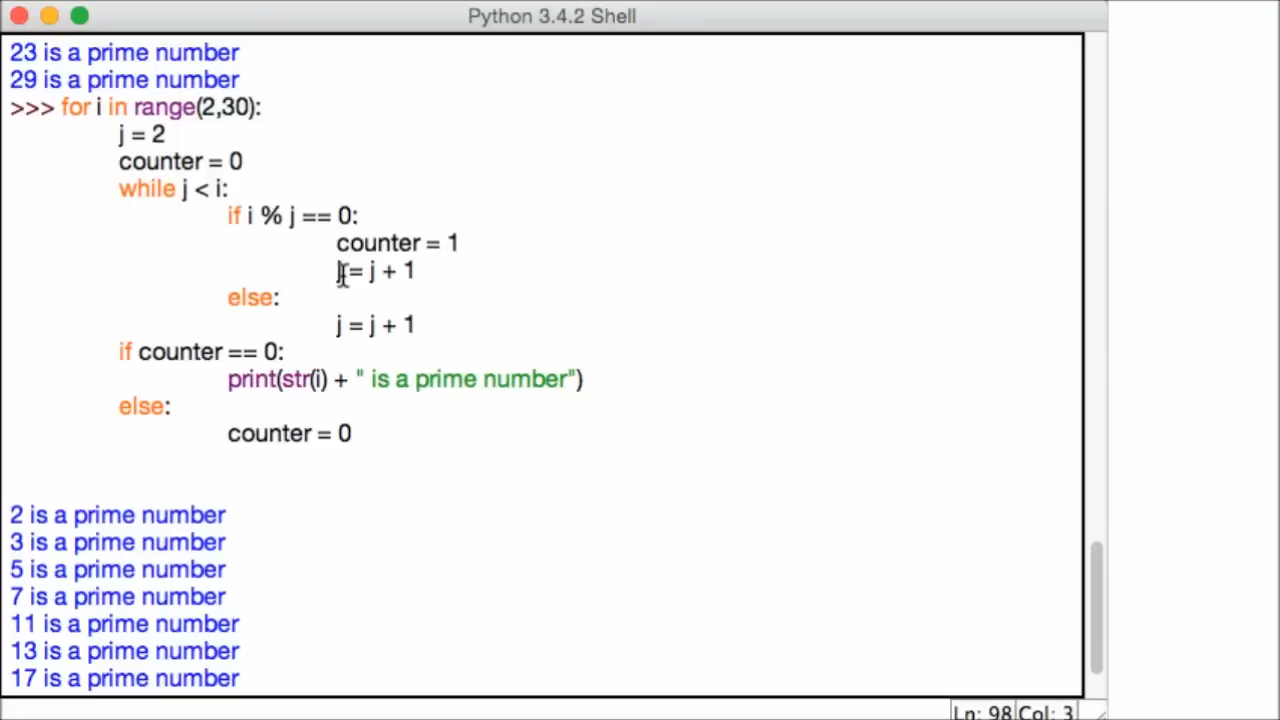 Python 3.4.2 Shell
23 is a prime number
29 is a prime number
>>> for i in range(2,30):
j = 2
counter = 0
while j < i:
if i % j == 0:
counter = 1
j = j + 1
else:
j = j + 1
if counter == 0:
print(str(i) + " is a prime number")
else:
counter = 0
2 is a prime number
3 is a prime number
5 is a prime number
7 is a prime number
11 is a prime number
13 is a prime number
17 is a prime number
Ln: 98 Col: 3